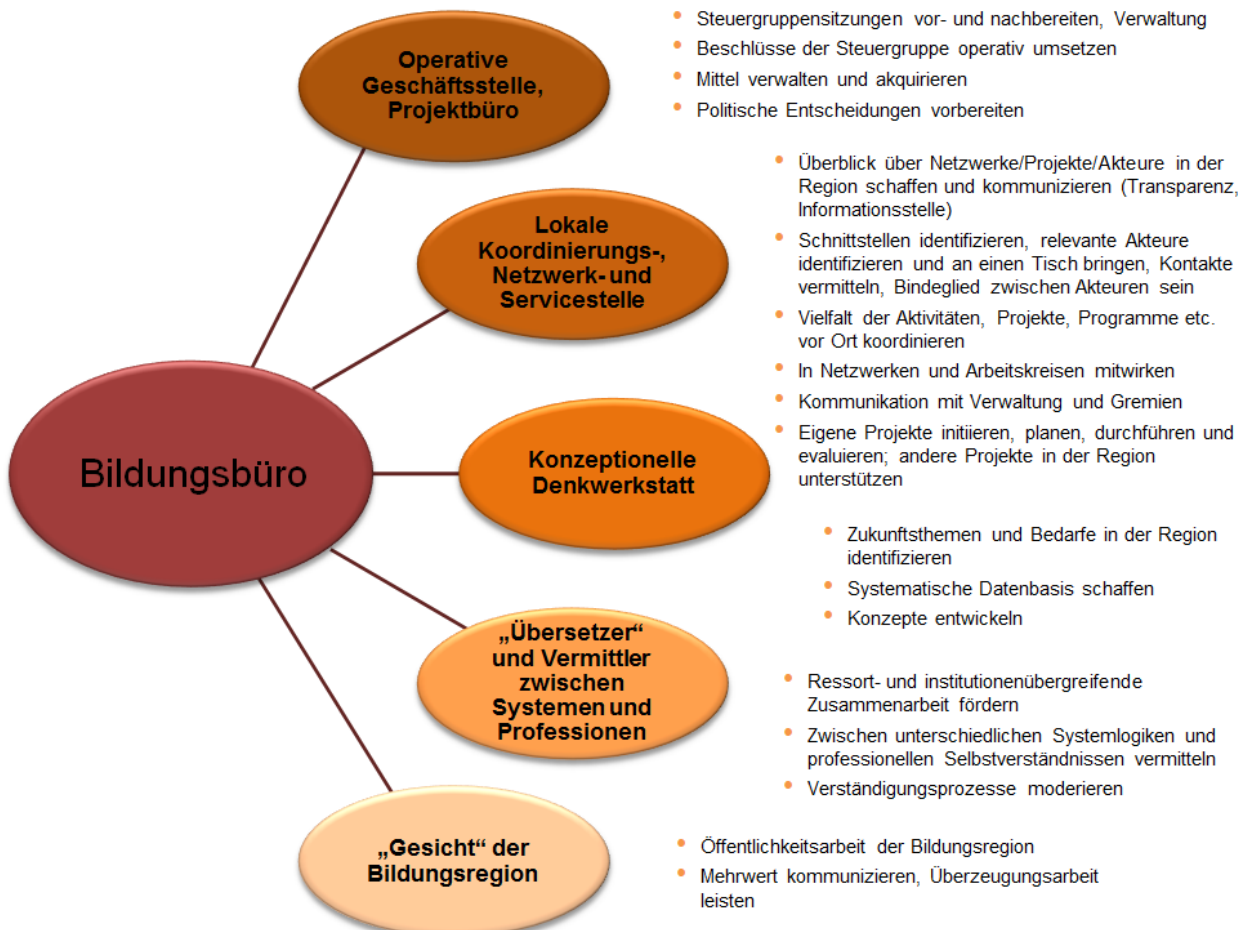 Operative
Geschäftsstelle,
Projektbüro
• Steuergruppensitzungen vor- und nachbereiten, Verwaltung
• Beschlüsse der Steuergruppe operativ umsetzen
• Mittel verwalten und akquirieren
• Politische Entscheidungen vorbereiten
Lokale
Koordinierungs-,
Netzwerk- und
Servicestelle
• Überblick über Netzwerke/Projekte/Akteure in der
Region schaffen und kommunizieren (Transparenz,
Informationsstelle)
• Schnittstellen identifizieren, relevante Akteure
identifizieren und an einen Tisch bringen, Kontakte
vermitteln, Bindeglied zwischen Akteuren sein
• Vielfalt der Aktivitäten, Projekte, Programme etc.
vor Ort koordinieren
• In Netzwerken und Arbeitskreisen mitwirken
• Kommunikation mit Verwaltung und Gremien
• Eigene Projekte initiieren, planen, durchführen und
evaluieren; andere Projekte in der Region
unterstützen
Bildungsbüro
Konzeptionelle
Denkwerkstatt
• Zukunftsthemen und Bedarfe in der Region
identifizieren
• Systematische Datenbasis schaffen
• Konzepte entwickeln
„Übersetzer“
und Vermittler
zwischen
Systemen und
Professionen
• Ressort- und institutionenübergreifende
Zusammenarbeit fördern
• Zwischen unterschiedlichen Systemlogiken und
professionellen Selbstverständnissen vermitteln
• Verständigungsprozesse moderieren
„Gesicht“ der
Bildungsregion
• Öffentlichkeitsarbeit der Bildungsregion
• Mehrwert kommunizieren, Überzeugungsarbeit
leisten